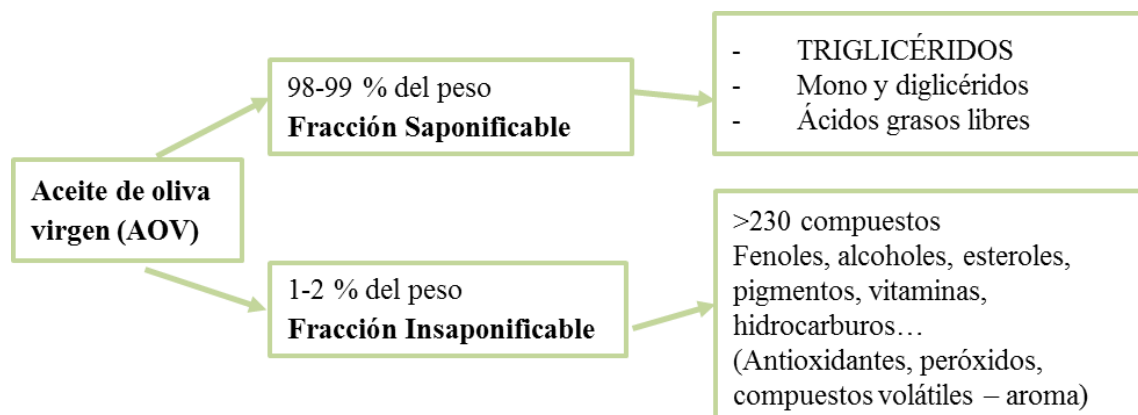 98-99 % del peso
Fracción Saponificable
- TRIGLICÉRIDOS
- Mono y diglicéridos
- Ácidos grasos libres
Aceite de oliva
virgen (AOV)
1-2 % del peso
Fracción Insaponificable
>230 compuestos
Fenoles, alcoholes, esteroles,
pigmentos, vitaminas,
hidrocarburos…
(Antioxidantes, peróxidos,
compuestos volátiles – aroma)